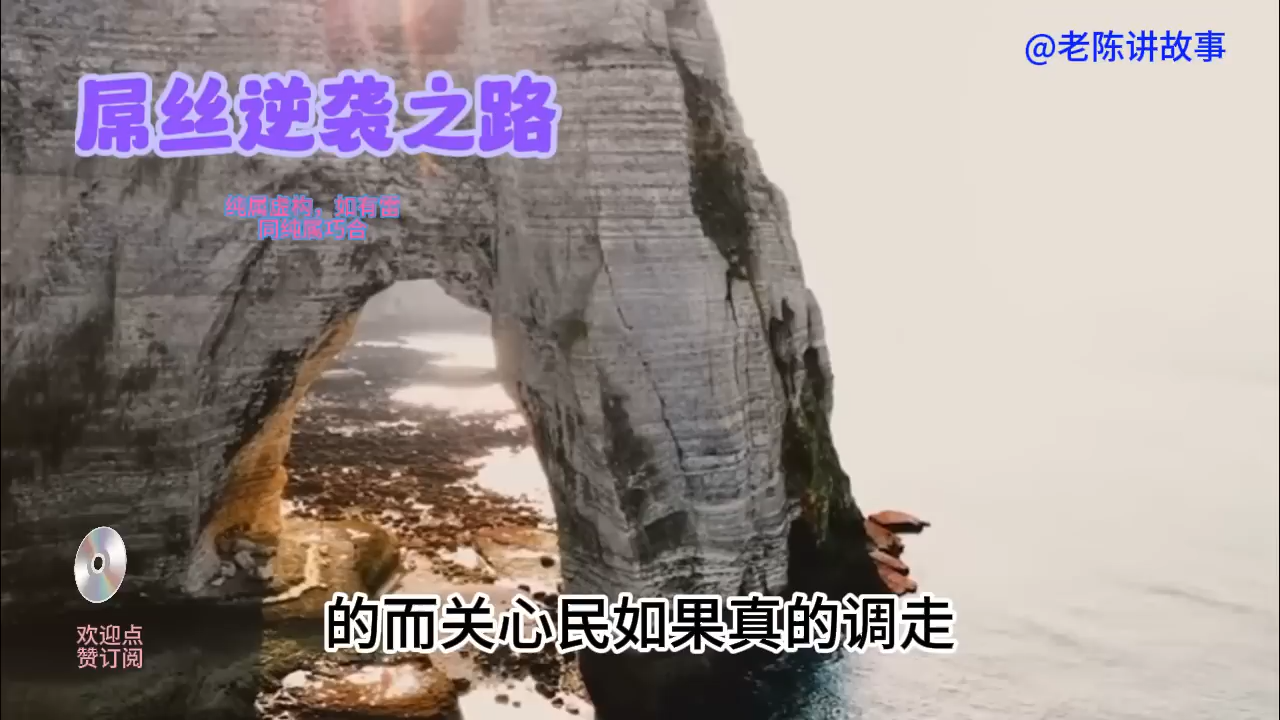 @老陈讲故事
屌丝逆袭之路
纯属虚构，如有雷
同纯属巧合
欢迎点
赞订阅
的而关心民如果真的调走